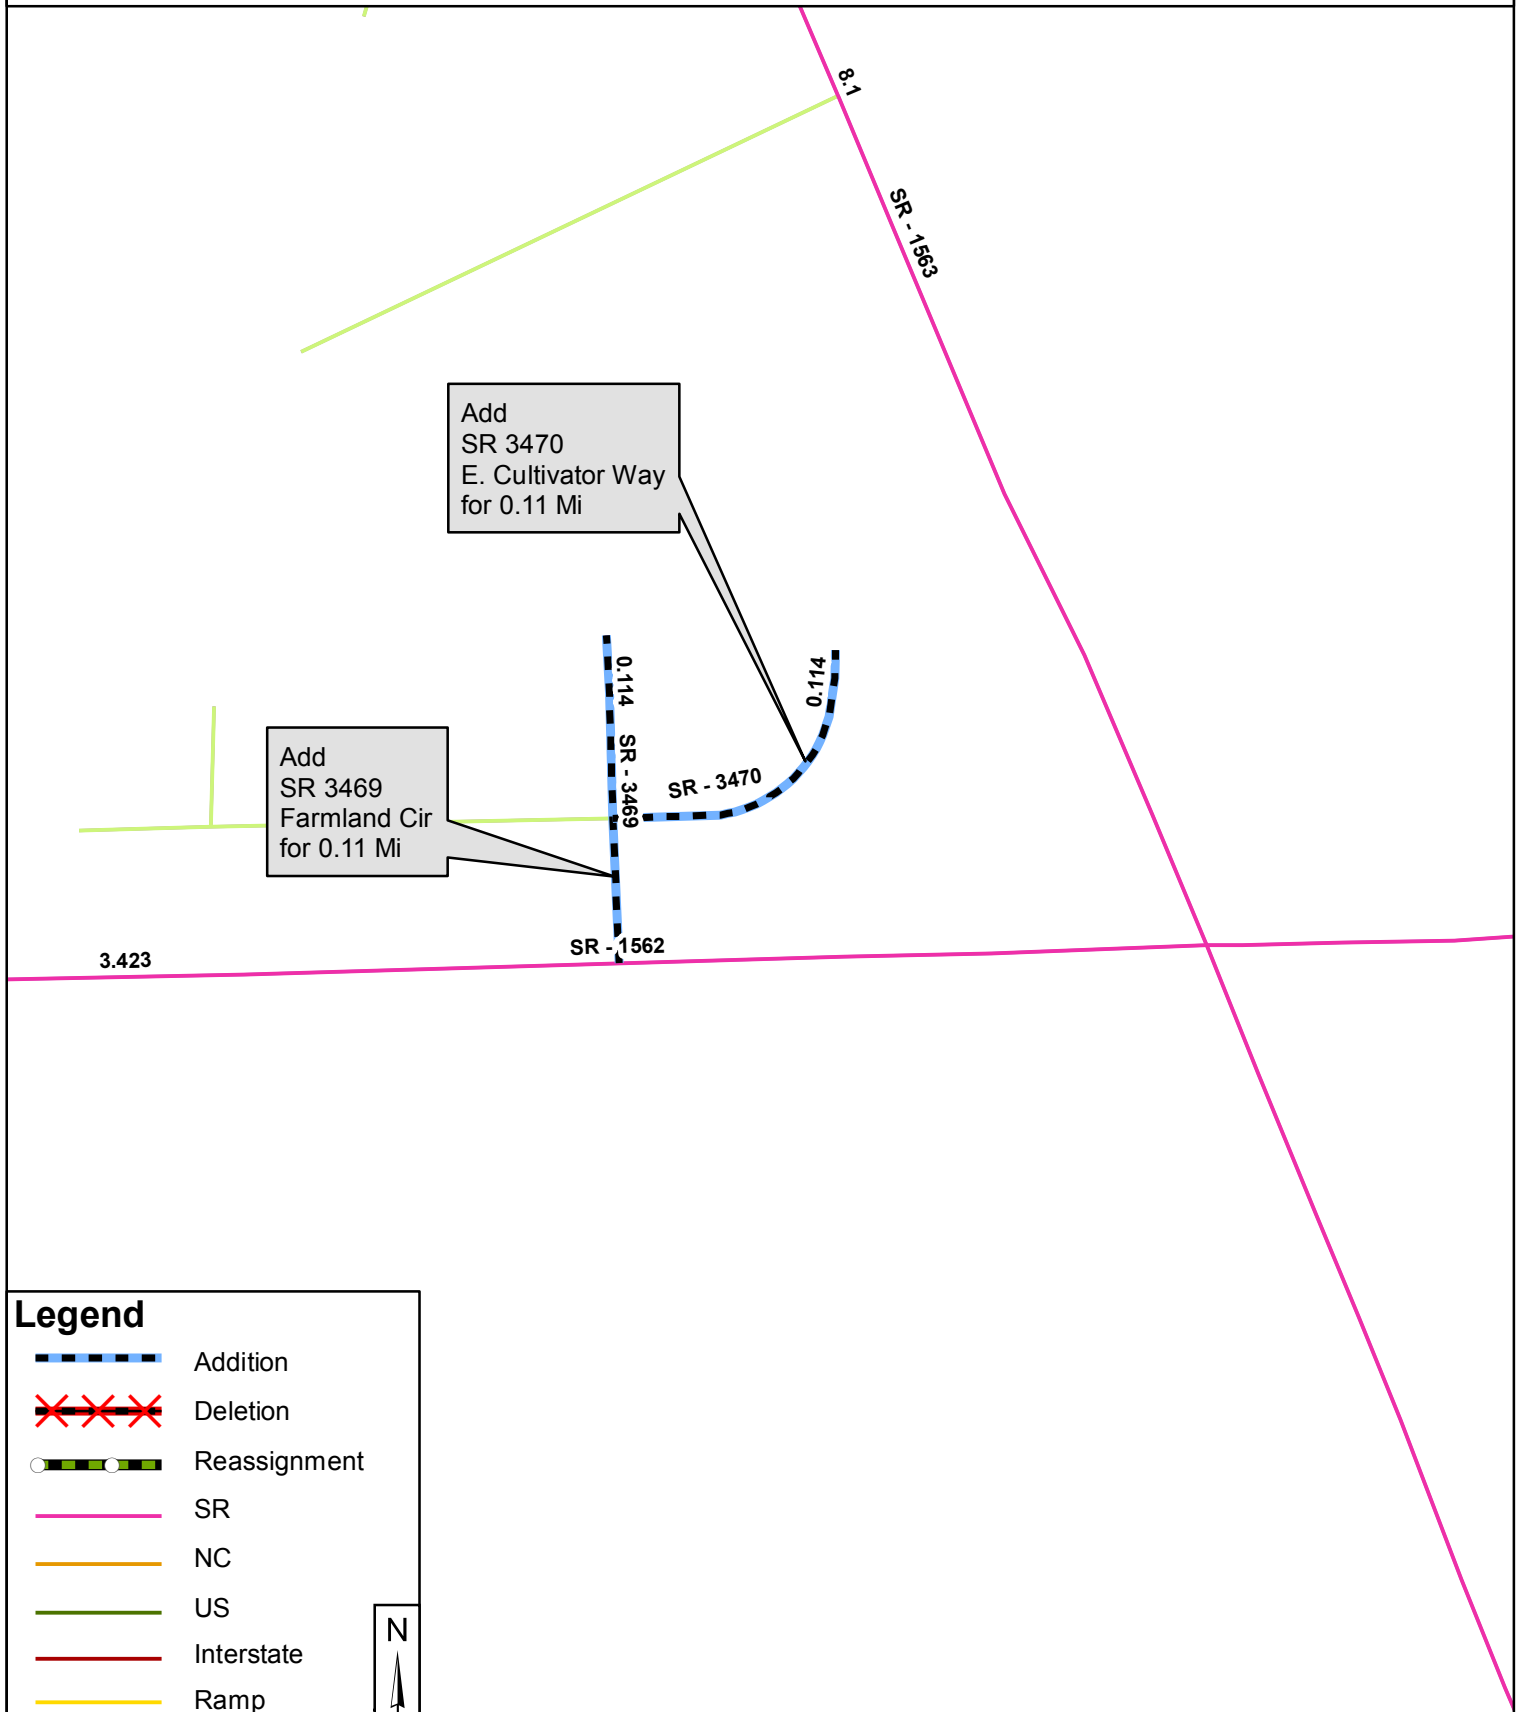 8.1
SR - 1563
Add
SR 3470
E. Cultivator Way
for 0.11 Mi
0.114
0.114
SR - 3469
SR - 3470
Add
SR 3469
Farmland Cir
for 0.11 Mi
SR - 1562
3.423
Legend
Addition
Deletion
Reassignment
SR
NC
US
Interstate
Ramp
N